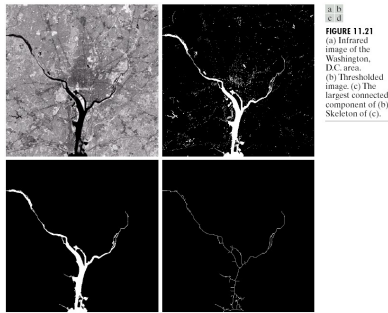 a b
c d
FIGURE 11.21
(a) Infrared
image of the
Washington,
D.C. area.
(b) Thresholded
image. (c) The
largest connected
component of (b)
Skeleton of (c).